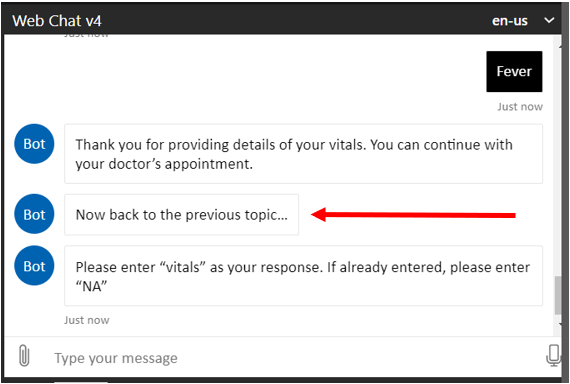 Web Chat v4 en-us
Just now
Fever
Just now
Bot
Thank you for providing details of your vitals. You can continue with
your doctor’s appointment.
Bot
Now back to the previous topic...
Bot
Please enter “vitals” as your response. If already entered, please enter
“NA”
Just now
Type your message